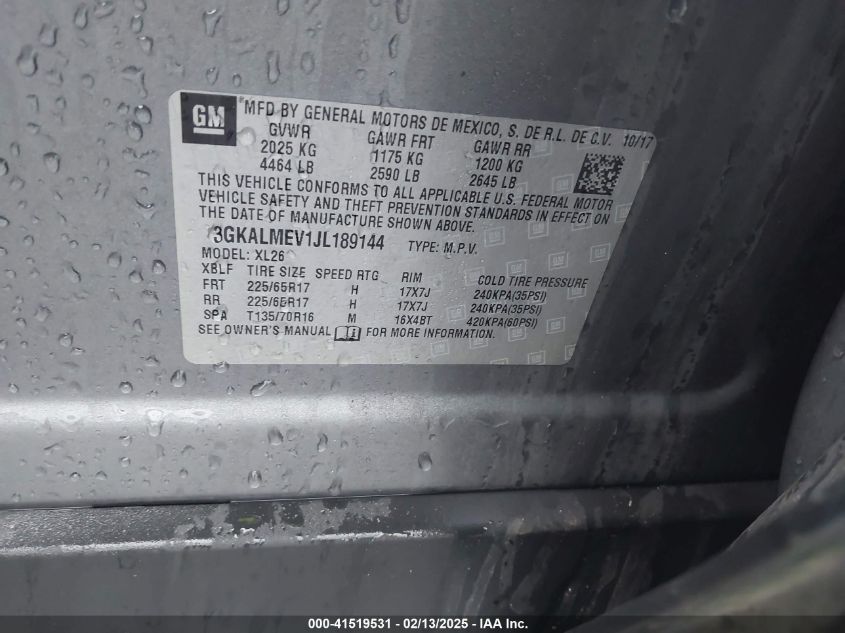 GM *MFD BY GENERAL MOTORS DE MEXICO, S. DE R.L. DE C.V. 10/17
GVWR GAWR FRT GAWR RR
2025 KG 1175 KG 1200 KG
4464 LB 2590 LB 2645 LB
THIS VEHICLE CONFORMS TO ALL APPLICABLE U.S. FEDERAL MOTOR
VEHICLE SAFETY AND THEFT PREVENTION STANDARDS IN EFFECT ON
THE DATE OF MANUFACTURE SHOWN ABOVE.
3GKALMEV1JL189144 TYPE: M.P.V.
MODEL: XL26
XBLF TIRE SIZE SPEED RTG RIM COLD TIRE PRESSURE
FRT 225/65R17 H 17X7J 240KPA(35PSI)
RR 225/65R17 H 17X7J 240KPA(35PSI)
SPA T135/70R16 M 16X4BT 420KPA(60PSI)
SEE OWNER'S MANUAL FOR MORE INFORMATION.
000-41519531 - 02/13/2025 - IAA Inc.